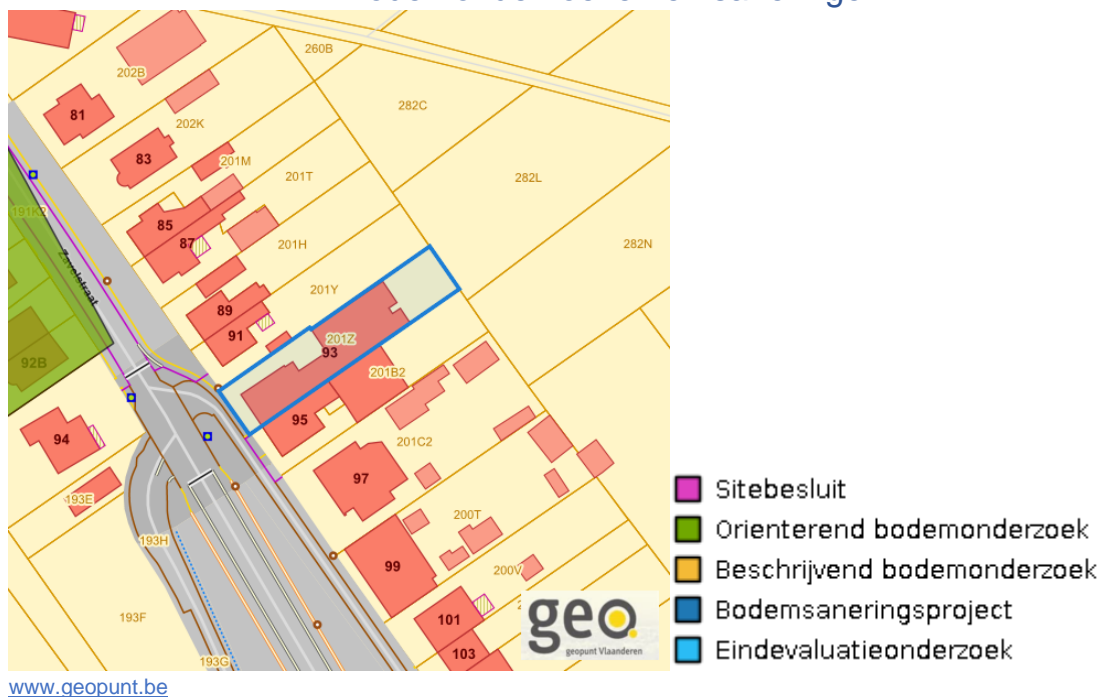 260B
202B
282C
81
202K
83
201M
201T
282L
191K2
85
87
201H
282N
Zavelstraat
201Y
89
91
201Z
93
92B
201B2
95
94
201C2
97
193E
200T
193H
99
200V
193F
101
103
193G
geo
geopunt Vlaanderen
Sitebesluit
Orienterend bodemonderzoek
Beschrijvend bodemonderzoek
Bodemsaneringsproject
Eindevaluatieonderzoek
www.geopunt.be